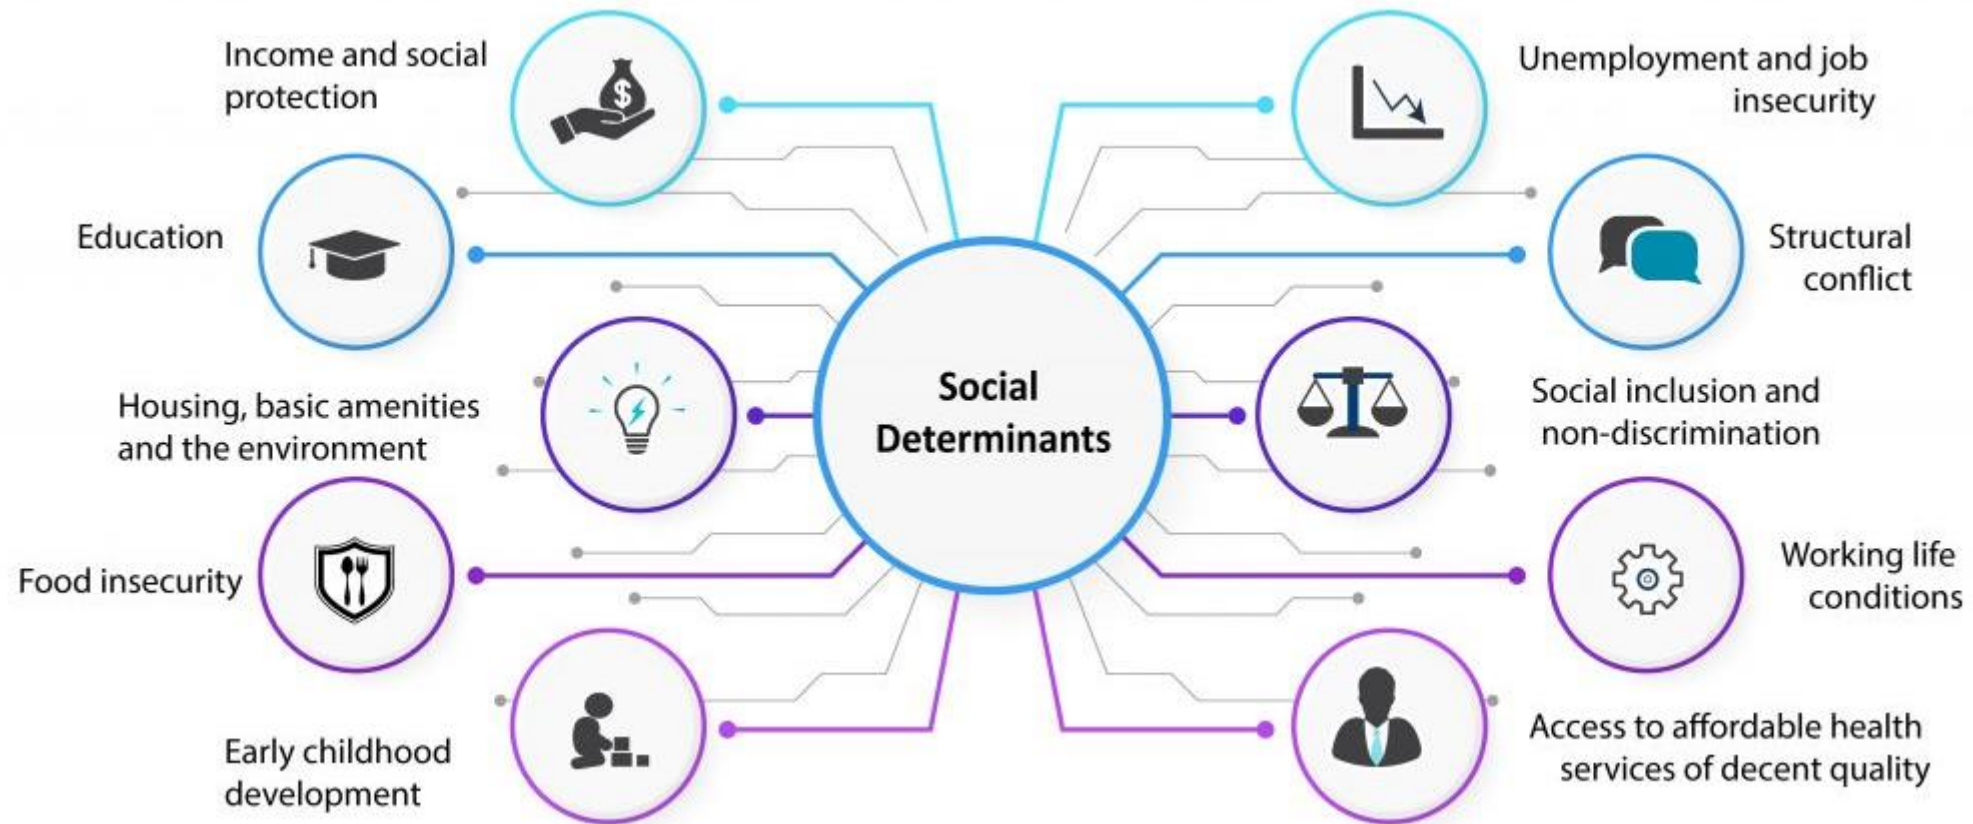 Income and social
protection
Education
Housing, basic amenities
and the environment
Food insecurity
Early childhood
development
$
Social
Determinants
Unemployment and job
insecurity
Structural
conflict
Social inclusion and
non-discrimination
Working life
conditions
Access to affordable health
services of decent quality